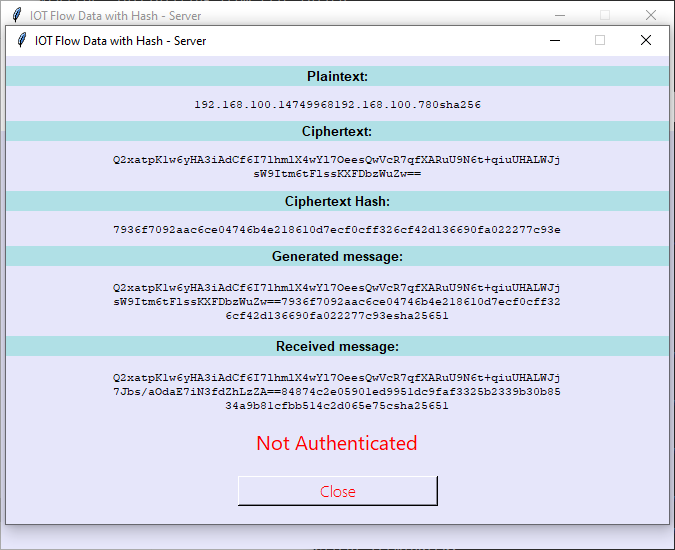 IOT Flow Data with Hash - Server
IOT Flow Data with Hash - Server
Plaintext:
192.168.100.14749968192.168.100.780sha256
Ciphertext:
Q2xatpKlw6yHA3iAdCf6I7lhmlX4wYl7OeesQwVcR7qfXARuU9N6t+qiuUHALWJj
sW9Itm6tFlssKXFDbzWuZw==
Ciphertext Hash:
7936f7092aac6ce04746b4e218610d7ecf0cff326cf42d136690fa022277c93e
Generated message:
Q2xatpKlw6yHA3iAdCf6I7lhmlX4wYl7OeesQwVcR7qfXARuU9N6t+qiuUHALWJj
sW9Itm6tFlssKXFDbzWuZw==7936f7092aac6ce04746b4e218610d7ecf0cff32
6cf42d136690fa022277c93esha25651
Received message:
Q2xatpKlw6yHA3iAdCf6I7lhmlX4wYl7OeesQwVcR7qfXARuU9N6t+qiuUHALWJj
7Jbs/aOdaE7iN3fdZhLzZA==84874c2e05901ed9951dc9faf3325b2339b30b85
34a9b81cfbb514c2d065e75csha25651
Not Authenticated
Close